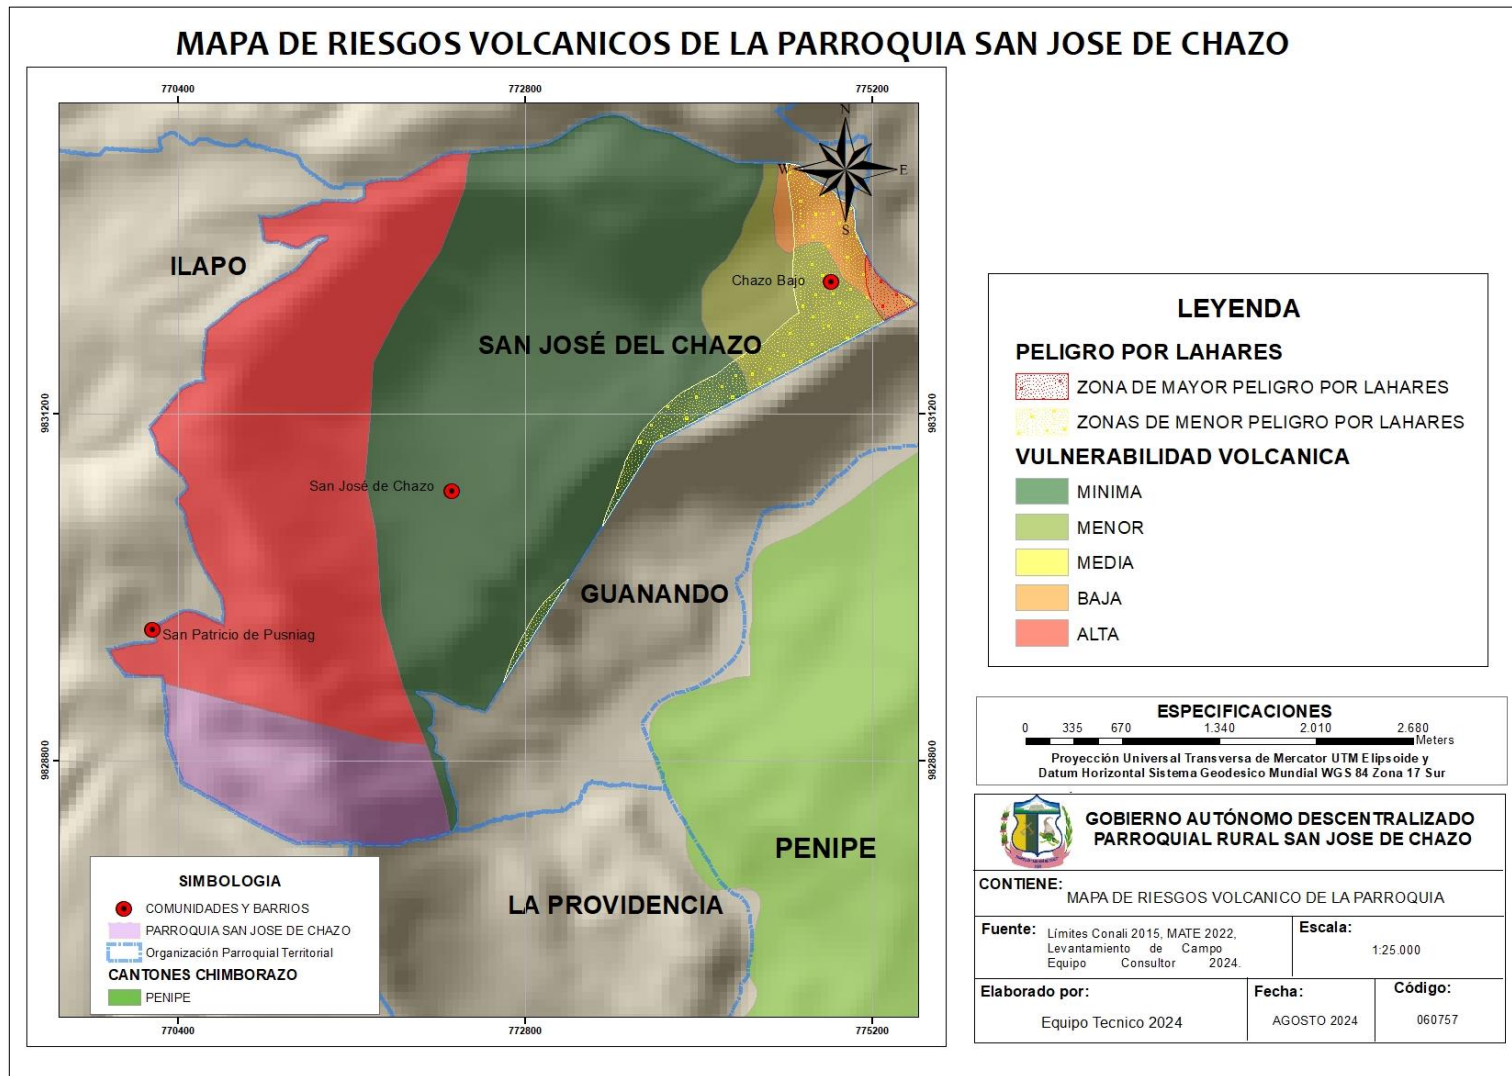 MAPA DE RIESGOS VOLCANICOS DE LA PARROQUIA SAN JOSE DE CHAZO
770400
772800
775200
N
W
E
S
ILAPO
Chazo Bajo
SAN JOSÉ DEL CHAZO
9831200
9831200
San José de Chazo
GUANANDO
San Patricio de Pusniag
9828800
9828800
PENIPE
LA PROVIDENCIA
SIMBOLOGIA
COMUNIDADES Y BARRIOS
PARROQUIA SAN JOSE DE CHAZO
Organización Parroquial Territorial
CANTONES CHIMBORAZO
PENIPE
770400
772800
775200
LEYENDA
PELIGRO POR LAHARES
ZONA DE MAYOR PELIGRO POR LAHARES
ZONAS DE MENOR PELIGRO POR LAHARES
VULNERABILIDAD VOLCANICA
MINIMA
MENOR
MEDIA
BAJA
ALTA
ESPECIFICACIONES
0 335 670 1.340 2.010 2.680
Meters
Proyección Universal Transversa de Mercator UTM Elipsoide y
Datum Horizontal Sistema Geodesico Mundial WGS 84 Zona 17 Sur
GOBIERNO AUTÓNOMO DESCENTRALIZADO
PARROQUIAL RURAL SAN JOSE DE CHAZO
CONTIENE:
MAPA DE RIESGOS VOLCANICO DE LA PARROQUIA
Fuente:
Límites Conali 2015, MATE 2022,
Levantamiento de Campo
Equipo Consultor 2024.
Escala:
1:25.000
Elaborado por:
Equipo Tecnico 2024
Fecha:
AGOSTO 2024
Código:
060757